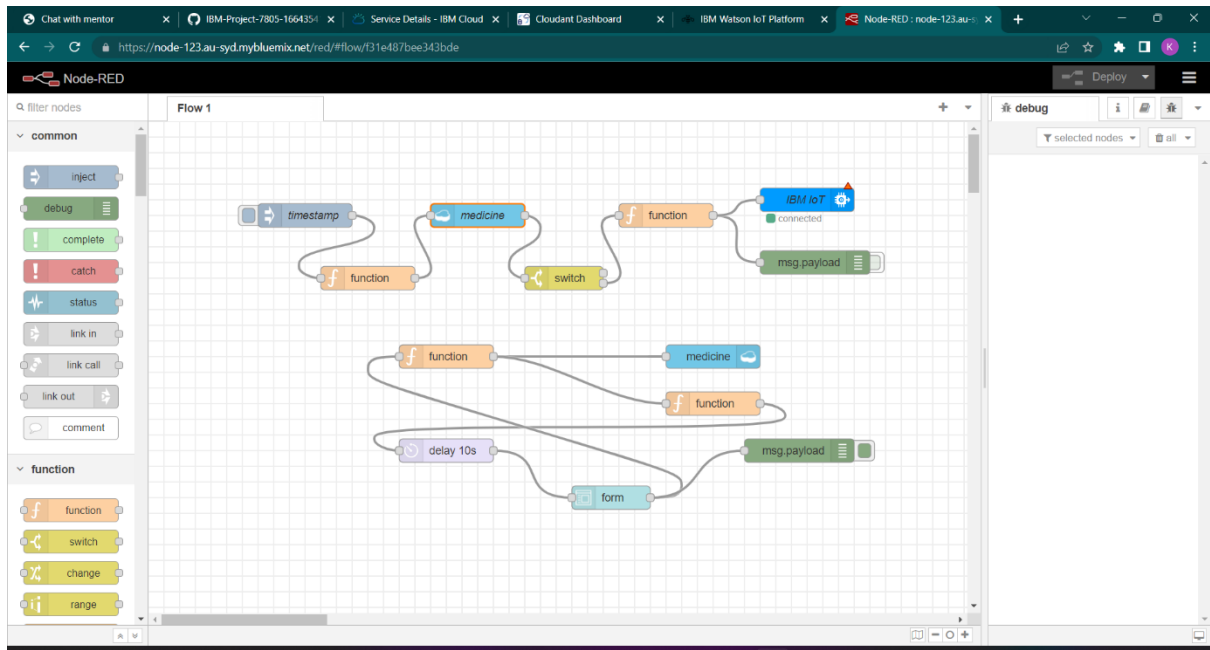 Chat with mentor
IBM-Project-7805-1664354
Service Details - IBM Cloud
Cloudant Dashboard
IBM Watson IoT Platform
Node-RED : node-123.au-s
https://node-123.au-syd.mybluemix.net/red/#flow/f31e487bee343bde
K
Node-RED
Deploy
filter nodes
Flow 1
debug
i
common
selected nodes
all
inject
debug
complete
catch
status
link in
link call
link out
comment
function
function
switch
change
range
timestamp
medicine
function
IBM IoT
connected
function
switch
msg.payload
function
medicine
function
delay 10s
msg.payload
form